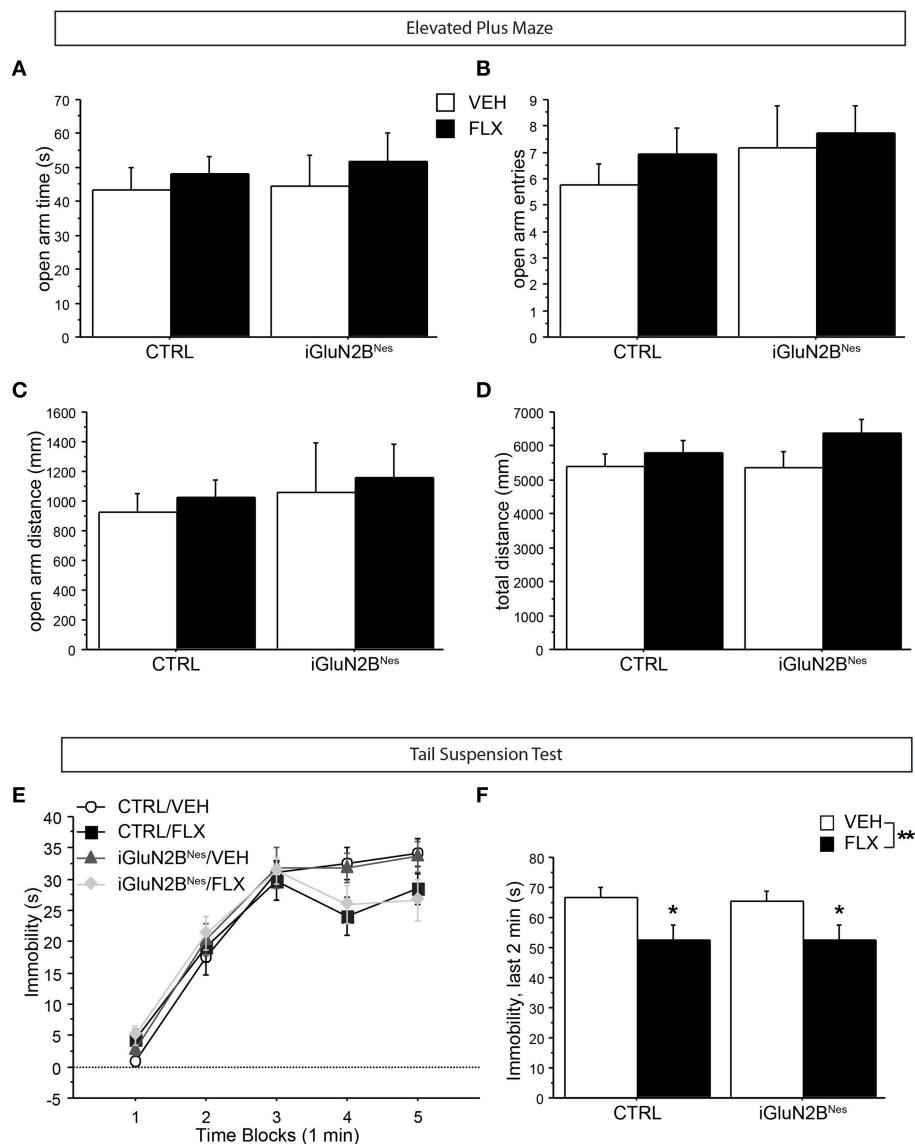 Elevated Plus Maze
A
B
VEH
FLX
70
60
50
40
30
20
10
0
open arm time (s)
CTRL
iGluN2B^Nes
9
8
7
6
5
4
3
2
1
0
open arm entries
CTRL
iGluN2B^Nes
C
D
1600
1400
1200
1000
800
600
400
200
0
open arm distance (mm)
CTRL
iGluN2B^Nes
7000
6000
5000
4000
3000
2000
1000
0
total distance (mm)
CTRL
iGluN2B^Nes
Tail Suspension Test
E
CTRL/VEH
CTRL/FLX
iGluN2B^Nes/VEH
iGluN2B^Nes/FLX
40
35
30
25
20
15
10
5
0
-5
Immobility (s)
1 2 3 4 5
Time Blocks (1 min)
F
VEH
FLX
**
80
70
60
50
40
30
20
10
0
Immobility, last 2 min (s)
* *
CTRL
iGluN2B^Nes